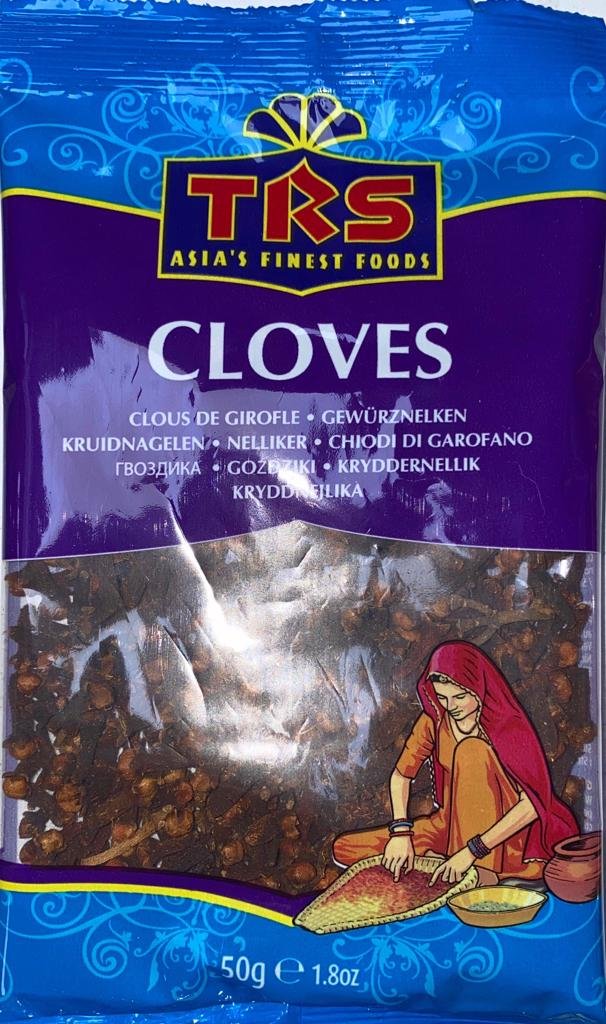 TRS
ASIA'S FINEST FOODS
CLOVES
CLOUS DE GIROFLE • GEWÜRZNELKEN
KRUIDNAGELEN • NELLIKER • CHIODI DI GAROFANO
ГВОЗДИКА • GOŹDZIKI • KRYDDERNELLIK
KRYDDNEJLIKA
50g ℮ 1.8oz